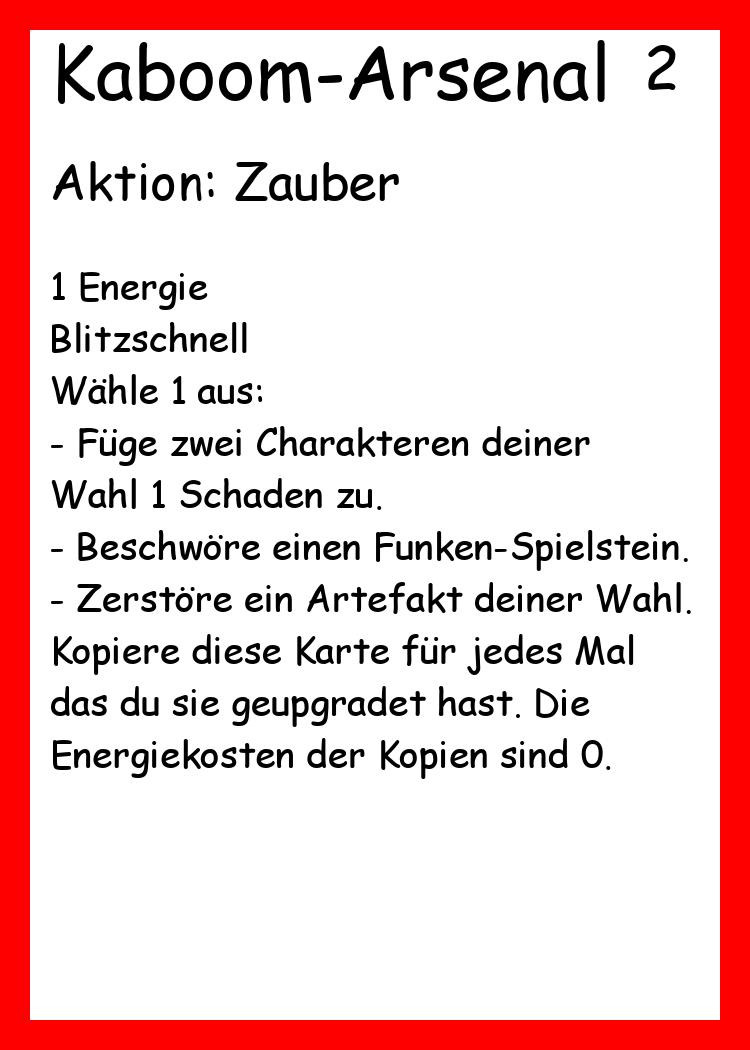 Kaboom-Arsenal 2
Aktion: Zauber
1 Energie
Blitzschnell
Wähle 1 aus:
- Füge zwei Charakteren deiner
Wahl 1 Schaden zu.
- Beschwöre einen Funken-Spielstein.
- Zerstöre ein Artefakt deiner Wahl.
Kopiere diese Karte für jedes Mal
das du sie geupgradet hast. Die
Energiekosten der Kopien sind 0.